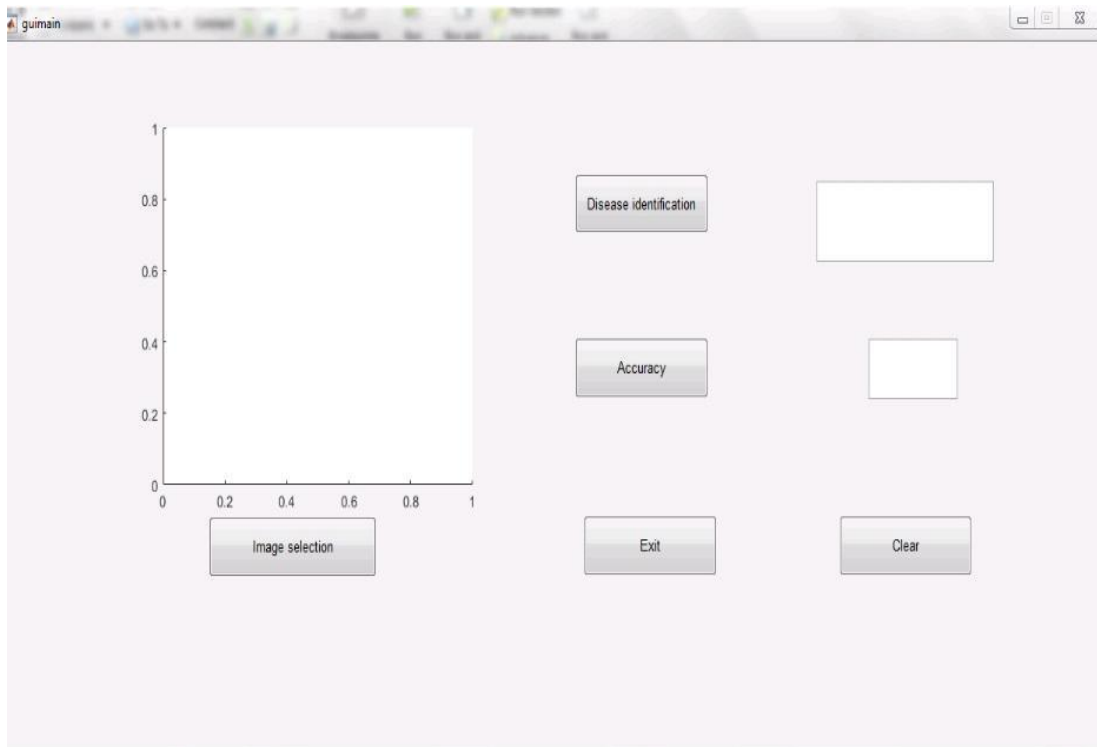 guimain
1
0.8
0.6
0.4
0.2
0
0 0.2 0.4 0.6 0.8 1
Disease identification
Accuracy
Image selection
Exit
Clear